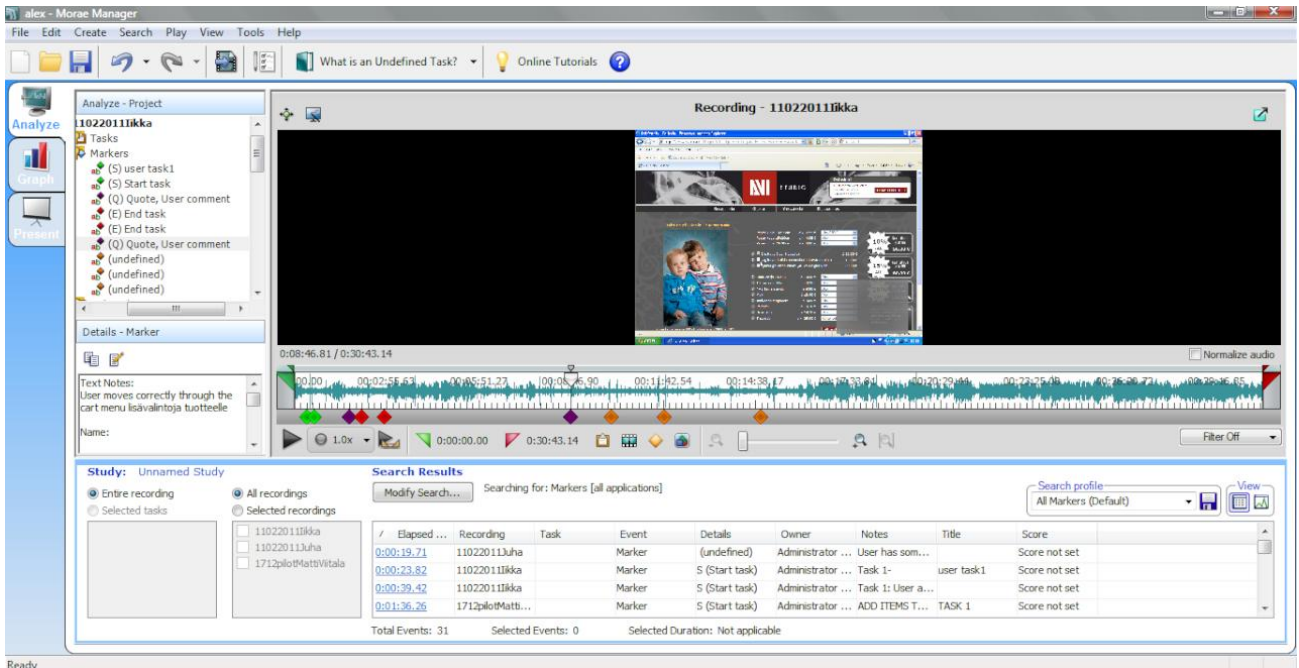 alex - Morae Manager
File Edit Create Search Play View Tools Help
What is an Undefined Task? Online Tutorials
Analyze
Graph
Present
Analyze - Project
11022011Iikka
Tasks
Markers
(S) user task1
(S) Start task
(Q) Quote, User comment
(E) End task
(E) End task
(Q) Quote, User comment
(undefined)
(undefined)
(undefined)
Details - Marker
Text Notes:
User moves correctly through the
cart menu lisävalintoja tuotteelle
Name:
Recording - 11022011Iikka
0:08:46.81 / 0:30:43.14
Normalize audio
00:00 00:02:55.63 00:05:51.27 00:11:42.54 00:14:38.17
1.0x 0:00:00.00 0:30:43.14
Filter Off
Study: Unnamed Study
Entire recording
Selected tasks
All recordings
Selected recordings
11022011Iikka
11022011Juha
1712pilotMattiViitala
Search Results
Modify Search... Searching for: Markers [all applications]
Search profile
All Markers (Default)
View
/ Elapsed ... Recording Task Event Details Owner Notes Title Score
0:00:19.71 11022011Juha Marker (undefined) Administrator ... User has som... Score not set
0:00:23.82 11022011Iikka Marker S (Start task) Administrator ... Task 1- user task1 Score not set
0:00:39.42 11022011Iikka Marker S (Start task) Administrator ... Task 1: User a... Score not set
0:01:36.26 1712pilotMatti... Marker S (Start task) Administrator ... ADD ITEMS T... TASK 1 Score not set
Total Events: 31 Selected Events: 0 Selected Duration: Not applicable
Ready